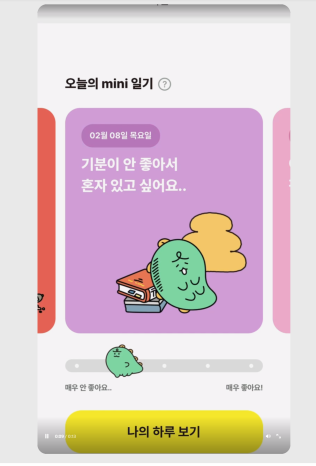 오늘의 mini 일기 ?
02월 08일 목요일
기분이 안 좋아서
혼자 있고 싶어요..
매우 안 좋아요..
매우 좋아요!
나의 하루 보기